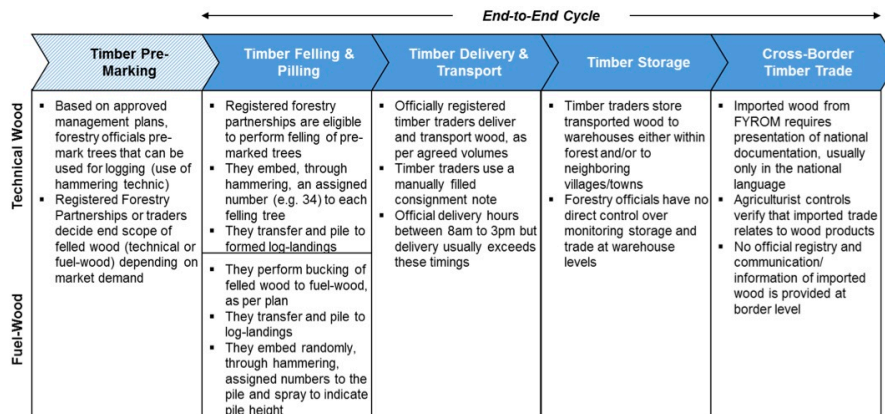 End-to-End Cycle
Timber Pre-
Marking
Timber Felling &
Pilling
Timber Delivery &
Transport
Timber Storage
Cross-Border
Timber Trade
Technical Wood
▪ Based on approved
management plans,
forestry officials pre-
mark trees that can be
used for logging (use of
hammering technic)
▪ Registered Forestry
Partnerships or traders
decide end scope of
felled wood (technical or
fuel-wood) depending on
market demand
▪ Registered forestry
partnerships are eligible
to perform felling of pre-
marked trees
▪ They embed, through
hammering, an assigned
number (e.g. 34) to each
felling tree
▪ They transfer and pile to
formed log-landings
▪ Officially registered
timber traders deliver
and transport wood, as
per agreed volumes
▪ Timber traders use a
manually filled
consignment note
▪ Official delivery hours
between 8am to 3pm but
delivery usually exceeds
these timings
▪ Timber traders store
transported wood to
warehouses either within
forest and/or to
neighboring
villages/towns
▪ Forestry officials have no
direct control over
monitoring storage and
trade at warehouse
levels
▪ Imported wood from
FYROM requires
presentation of national
documentation, usually
only in the national
language
▪ Agriculturist controls
verify that imported trade
relates to wood products
▪ No official registry and
communication/
information of imported
wood is provided at
border level
Fuel-Wood
▪ They perform bucking of
felled wood to fuel-wood,
as per plan
▪ They transfer and pile to
log-landings
▪ They embed randomly,
through hammering,
assigned numbers to the
pile and spray to indicate
pile height